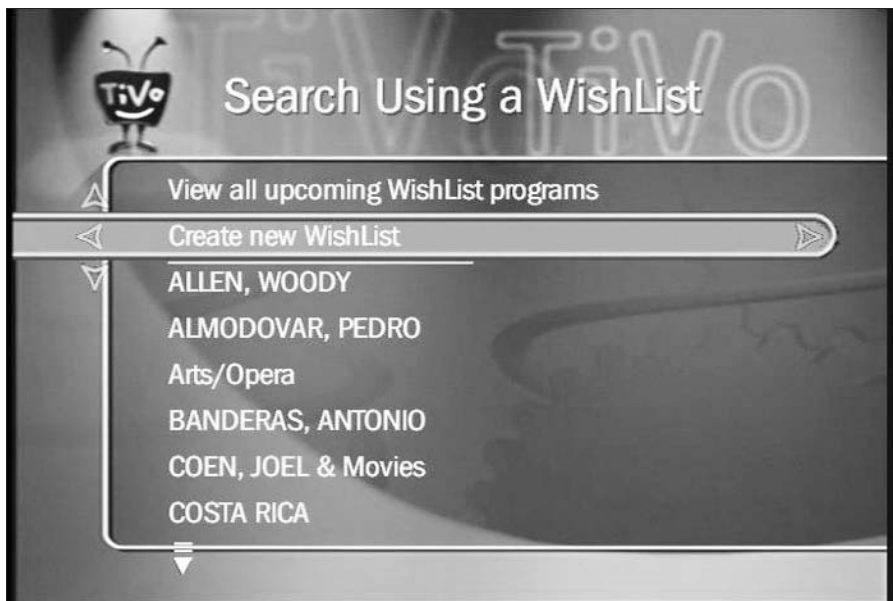 TiVo
TiVo
Search Using a WishList
View all upcoming WishList programs
Create new WishList
ALLEN, WOODY
ALMODOVAR, PEDRO
Arts/Opera
BANDERAS, ANTONIO
COEN, JOEL & Movies
COSTA RICA